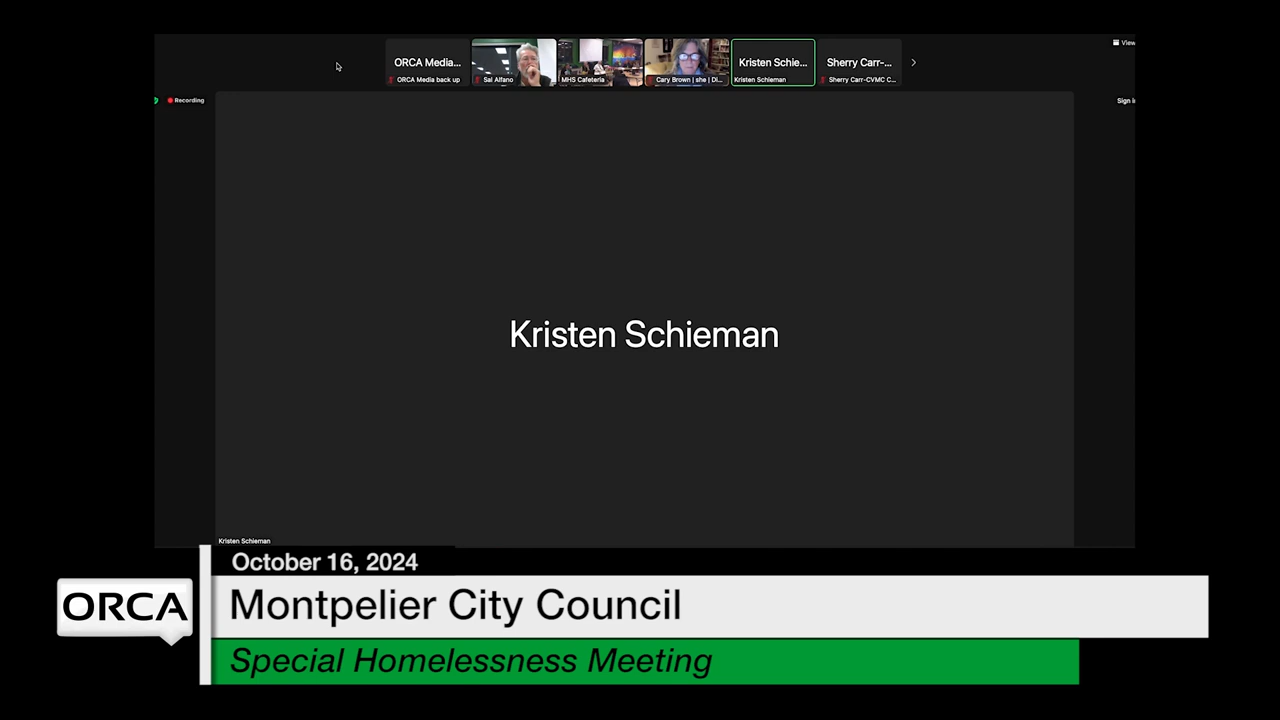 View
ORCA Media...
ORCA Media back up
Sal Alfano
MHS Cafeteria
Cary Brown | she | Di...
Kristen Schie...
Kristen Schieman
Sherry Carr-...
Sherry Carr-CVMC C...
Recording
Sign in
Kristen Schieman
Kristen Schieman
October 16, 2024
ORCA
Montpelier City Council
Special Homelessness Meeting